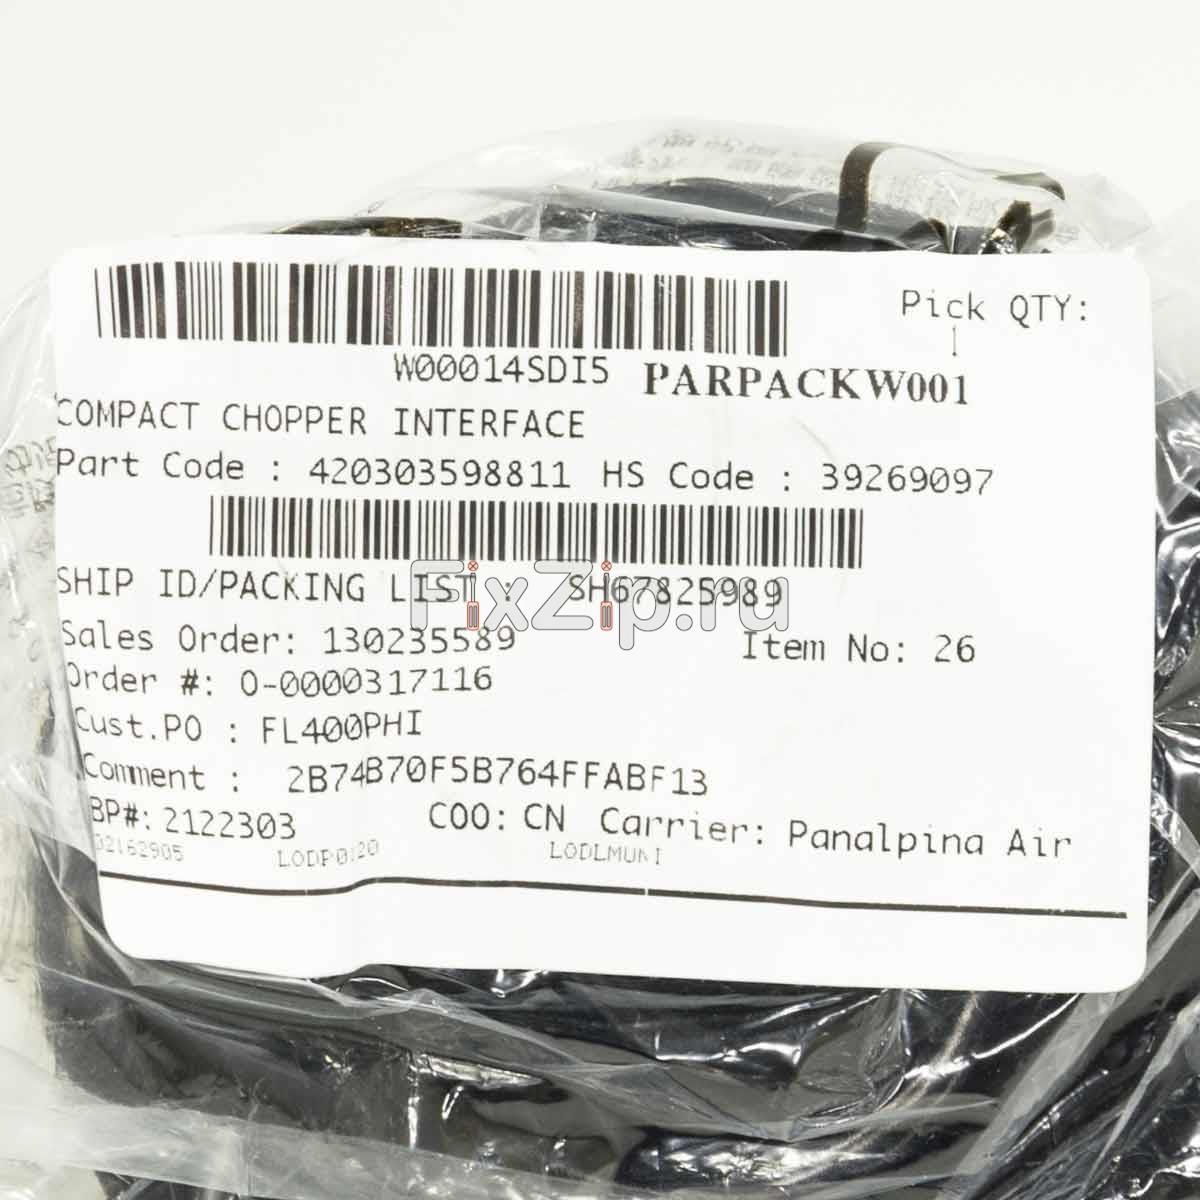 Pick QTY:
1
W00014SDI5 PARPACKW001
COMPACT CHOPPER INTERFACE
Part Code : 420303598811 HS Code : 39269097
SHIP ID/PACKING LIST : SH67825989
FixZip.ru
Sales Order: 130235589 Item No: 26
Order #: O-0000317116
Cust.PO : FL400PHI
Comment : 2B74B70F5B764FFABF13
BP#: 2122303 COO: CN Carrier: Panalpina Air
02162905 LODP0120 LODLMUNI